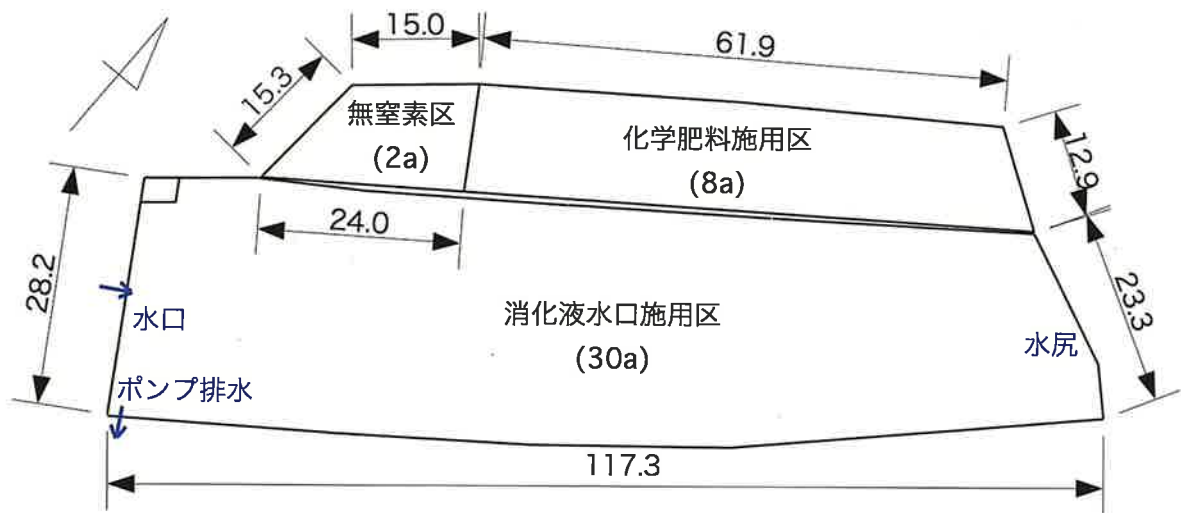 15.0
61.9
15.3
無窒素区
(2a)
化学肥料施用区
(8a)
12.9
24.0
28.2
水口
消化液水口施用区
(30a)
23.3
水尻
ポンプ排水
117.3